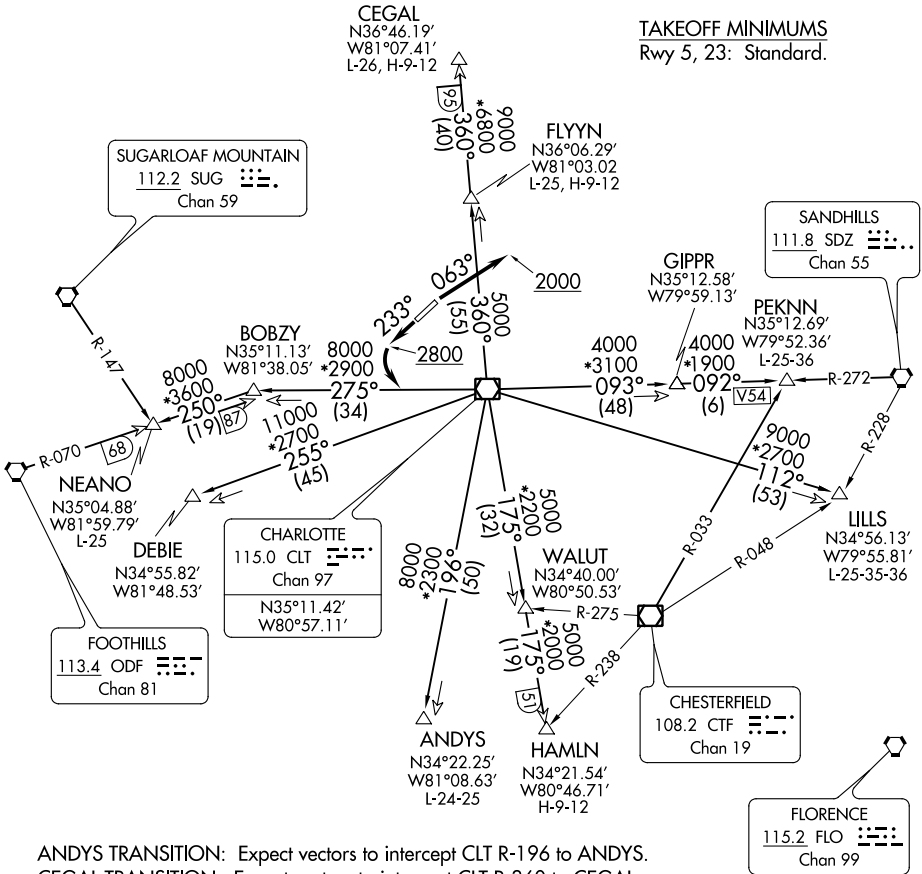 TAKEOFF MINIMUMS
Rwy 5, 23: Standard.
CEGAL
N36°46.19'
W81°07.41'
L-26, H-9-12
9000
*6800
360°
(40)
95
FLYYN
N36°06.29'
W81°03.02
L-25, H-9-12
SUGARLOAF MOUNTAIN
112.2 SUG
Chan 59
SANDHILLS
111.8 SDZ
Chan 55
063°
2000
233°
2800
5000
360°
(55)
GIPPR
N35°12.58'
W79°59.13'
PEKNN
N35°12.69'
W79°52.36'
L-25-36
BOBZY
N35°11.13'
W81°38.05'
R-147
8000
*3600
250°
(19)
87
8000
*2900
275°
(34)
4000
*3100
093°
(48)
4000
*1900
092°
(6)
V54
R-272
R-228
R-070
68
11000
*2700
255°
(45)
9000
*2700
112°
(53)
NEANO
N35°04.88'
W81°59.79'
L-25
DEBIE
N34°55.82'
W81°48.53'
CHARLOTTE
115.0 CLT
Chan 97
N35°11.42'
W80°57.11'
8000
*2300
196°
(50)
5000
*2200
175°
(32)
WALUT
N34°40.00'
W80°50.53'
R-275
R-033
R-048
LILLS
N34°56.13'
W79°55.81'
L-25-35-36
FOOTHILLS
113.4 ODF
Chan 81
5000
*2000
175°
(19)
51
R-238
CHESTERFIELD
108.2 CTF
Chan 19
ANDYS
N34°22.25'
W81°08.63'
L-24-25
HAMLN
N34°21.54'
W80°46.71'
H-9-12
FLORENCE
115.2 FLO
Chan 99
ANDYS TRANSITION: Expect vectors to intercept CLT R-196 to ANDYS.